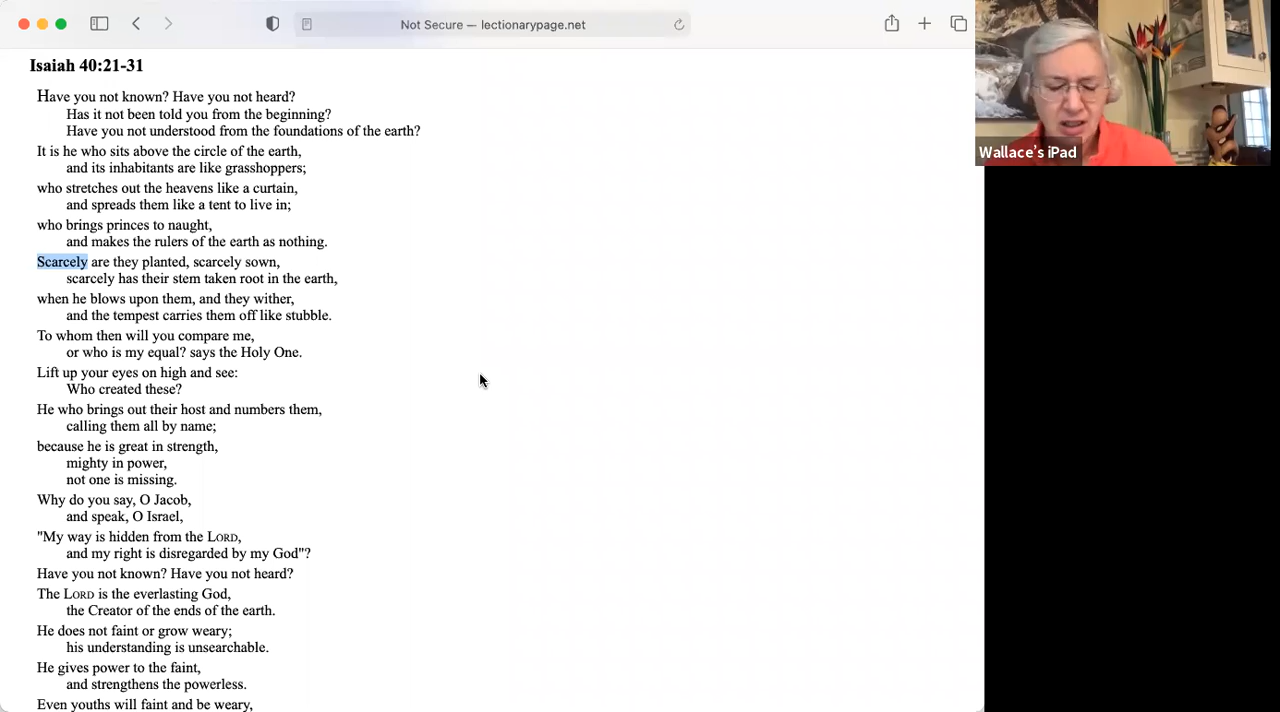 Not Secure — lectionarypage.net
Isaiah 40:21-31
Have you not known? Have you not heard?
Has it not been told you from the beginning?
Have you not understood from the foundations of the earth?
It is he who sits above the circle of the earth,
and its inhabitants are like grasshoppers;
who stretches out the heavens like a curtain,
and spreads them like a tent to live in;
who brings princes to naught,
and makes the rulers of the earth as nothing.
Scarcely are they planted, scarcely sown,
scarcely has their stem taken root in the earth,
when he blows upon them, and they wither,
and the tempest carries them off like stubble.
To whom then will you compare me,
or who is my equal? says the Holy One.
Lift up your eyes on high and see:
Who created these?
He who brings out their host and numbers them,
calling them all by name;
because he is great in strength,
mighty in power,
not one is missing.
Why do you say, O Jacob,
and speak, O Israel,
"My way is hidden from the LORD,
and my right is disregarded by my God"?
Have you not known? Have you not heard?
The LORD is the everlasting God,
the Creator of the ends of the earth.
He does not faint or grow weary;
his understanding is unsearchable.
He gives power to the faint,
and strengthens the powerless.
Even youths will faint and be weary,
Wallace's iPad